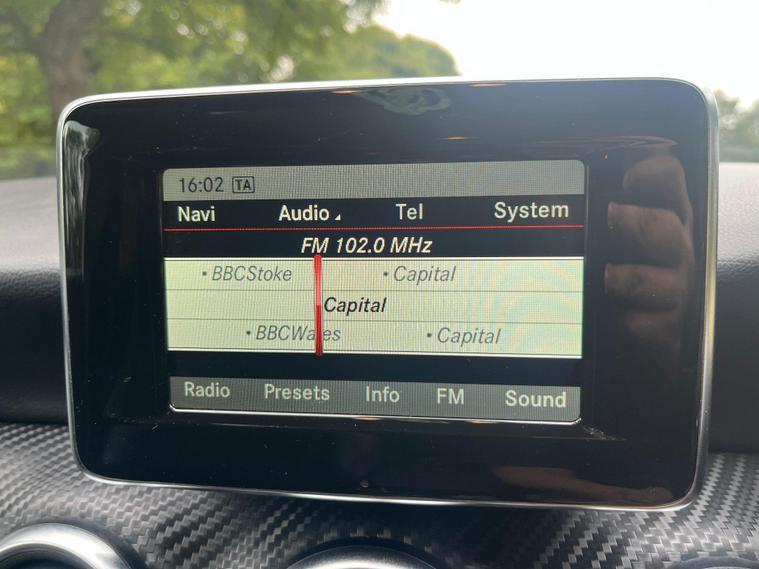 16:02 TA
Navi Audio Tel System
FM 102.0 MHz
• BBCStoke • Capital
Capital
• BBCWales • Capital
Radio Presets Info FM Sound